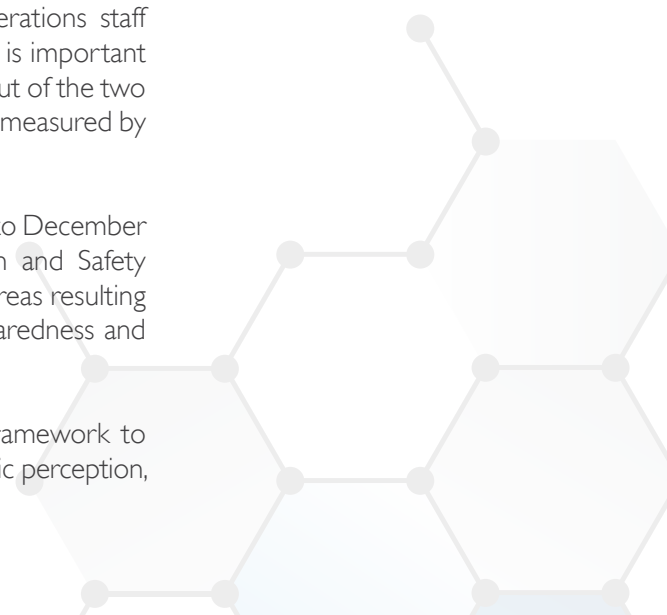 erations staff
is important
ut of the two
measured by
to December
and Safety
reas resulting
aredness and
ramework to
ic perception,